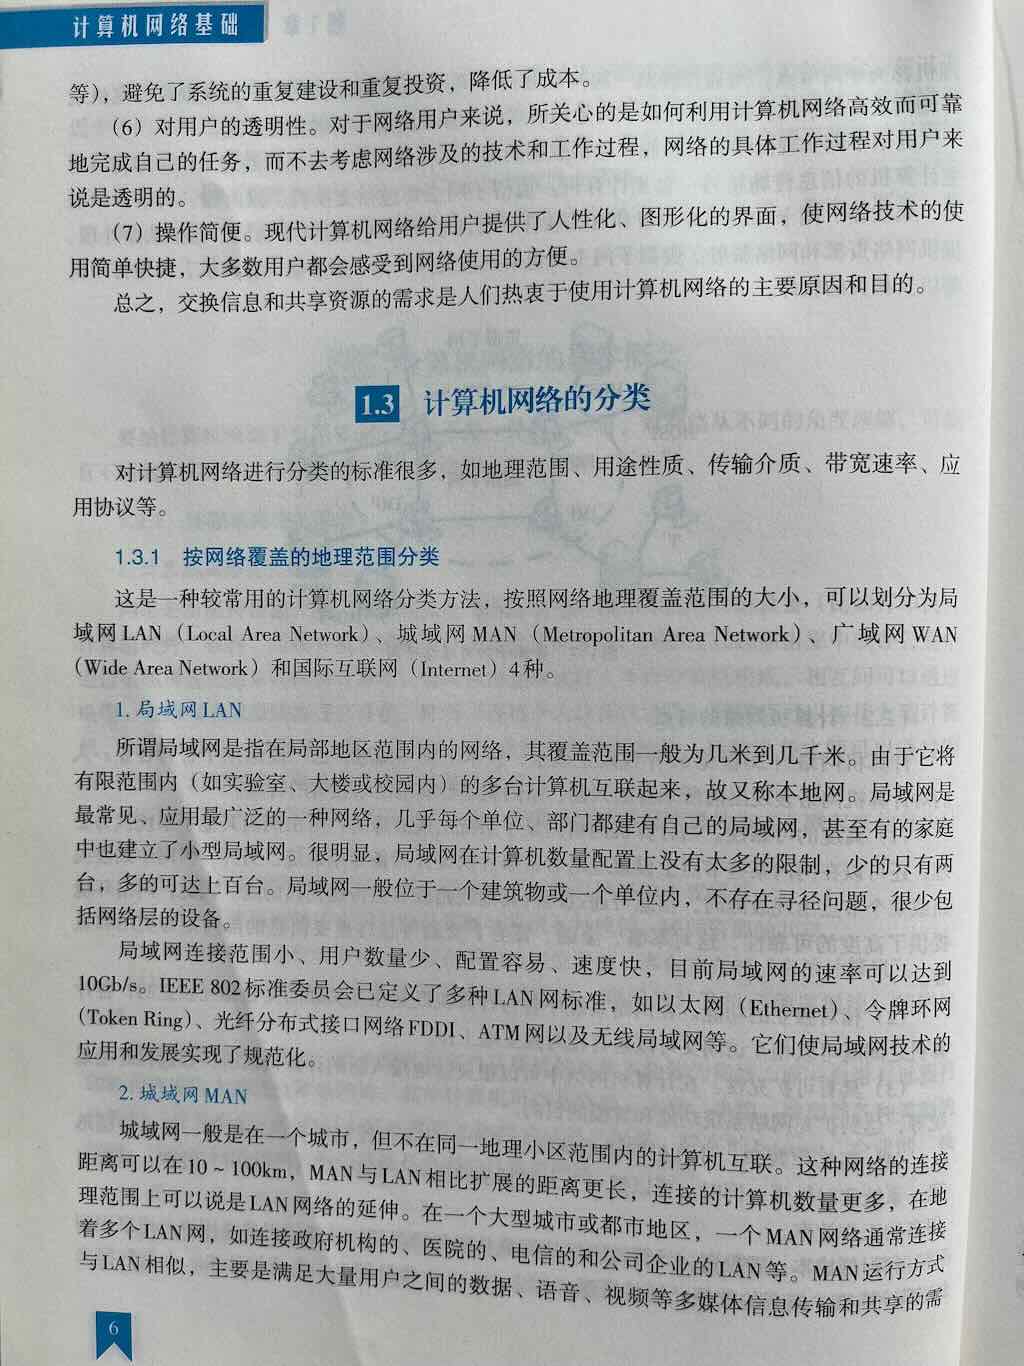 计算机网络基础
等），避免了系统的重复建设和重复投资，降低了成本。
（6）对用户的透明性。对于网络用户来说，所关心的是如何利用计算机网络高效而可靠
地完成自己的任务，而不去考虑网络涉及的技术和工作过程，网络的具体工作过程对用户来
说是透明的。
（7）操作简便。现代计算机网络给用户提供了人性化、图形化的界面，使网络技术的使
用简单快捷，大多数用户都会感受到网络使用的方便。
总之，交换信息和共享资源的需求是人们热衷于使用计算机网络的主要原因和目的。
1.3 计算机网络的分类
对计算机网络进行分类的标准很多，如地理范围、用途性质、传输介质、带宽速率、应
用协议等。
1.3.1 按网络覆盖的地理范围分类
这是一种较常用的计算机网络分类方法，按照网络地理覆盖范围的大小，可以划分为局
域网 LAN（Local Area Network）、城域网 MAN（Metropolitan Area Network）、广域网 WAN
（Wide Area Network）和国际互联网（Internet）4种。
1. 局域网 LAN
所谓局域网是指在局部地区范围内的网络，其覆盖范围一般为几米到几千米。由于它将
有限范围内（如实验室、大楼或校园内）的多台计算机互联起来，故又称本地网。局域网是
最常见、应用最广泛的一种网络，几乎每个单位、部门都建有自己的局域网，甚至有的家庭
中也建立了小型局域网。很明显，局域网在计算机数量配置上没有太多的限制，少的只有两
台，多的可达上百台。局域网一般位于一个建筑物或一个单位内，不存在寻径问题，很少包
括网络层的设备。
局域网连接范围小、用户数量少、配置容易、速度快，目前局域网的速率可以达到
10Gb/s。IEEE 802标准委员会已定义了多种 LAN 网标准，如以太网（Ethernet）、令牌环网
（Token Ring）、光纤分布式接口网络 FDDI、ATM 网以及无线局域网等。它们使局域网技术的
应用和发展实现了规范化。
2. 城域网 MAN
城域网一般是在一个城市，但不在同一地理小区范围内的计算机互联。这种网络的连接
距离可以在 10 ~ 100km，MAN 与 LAN 相比扩展的距离更长，连接的计算机数量更多，在地
理范围上可以说是 LAN 网络的延伸。在一个大型城市或都市地区，一个 MAN 网络通常连接
着多个 LAN 网，如连接政府机构的、医院的、电信的和公司企业的 LAN 等。MAN 运行方式
与 LAN 相似，主要是满足大量用户之间的数据、语音、视频等多媒体信息传输和共享的需
6